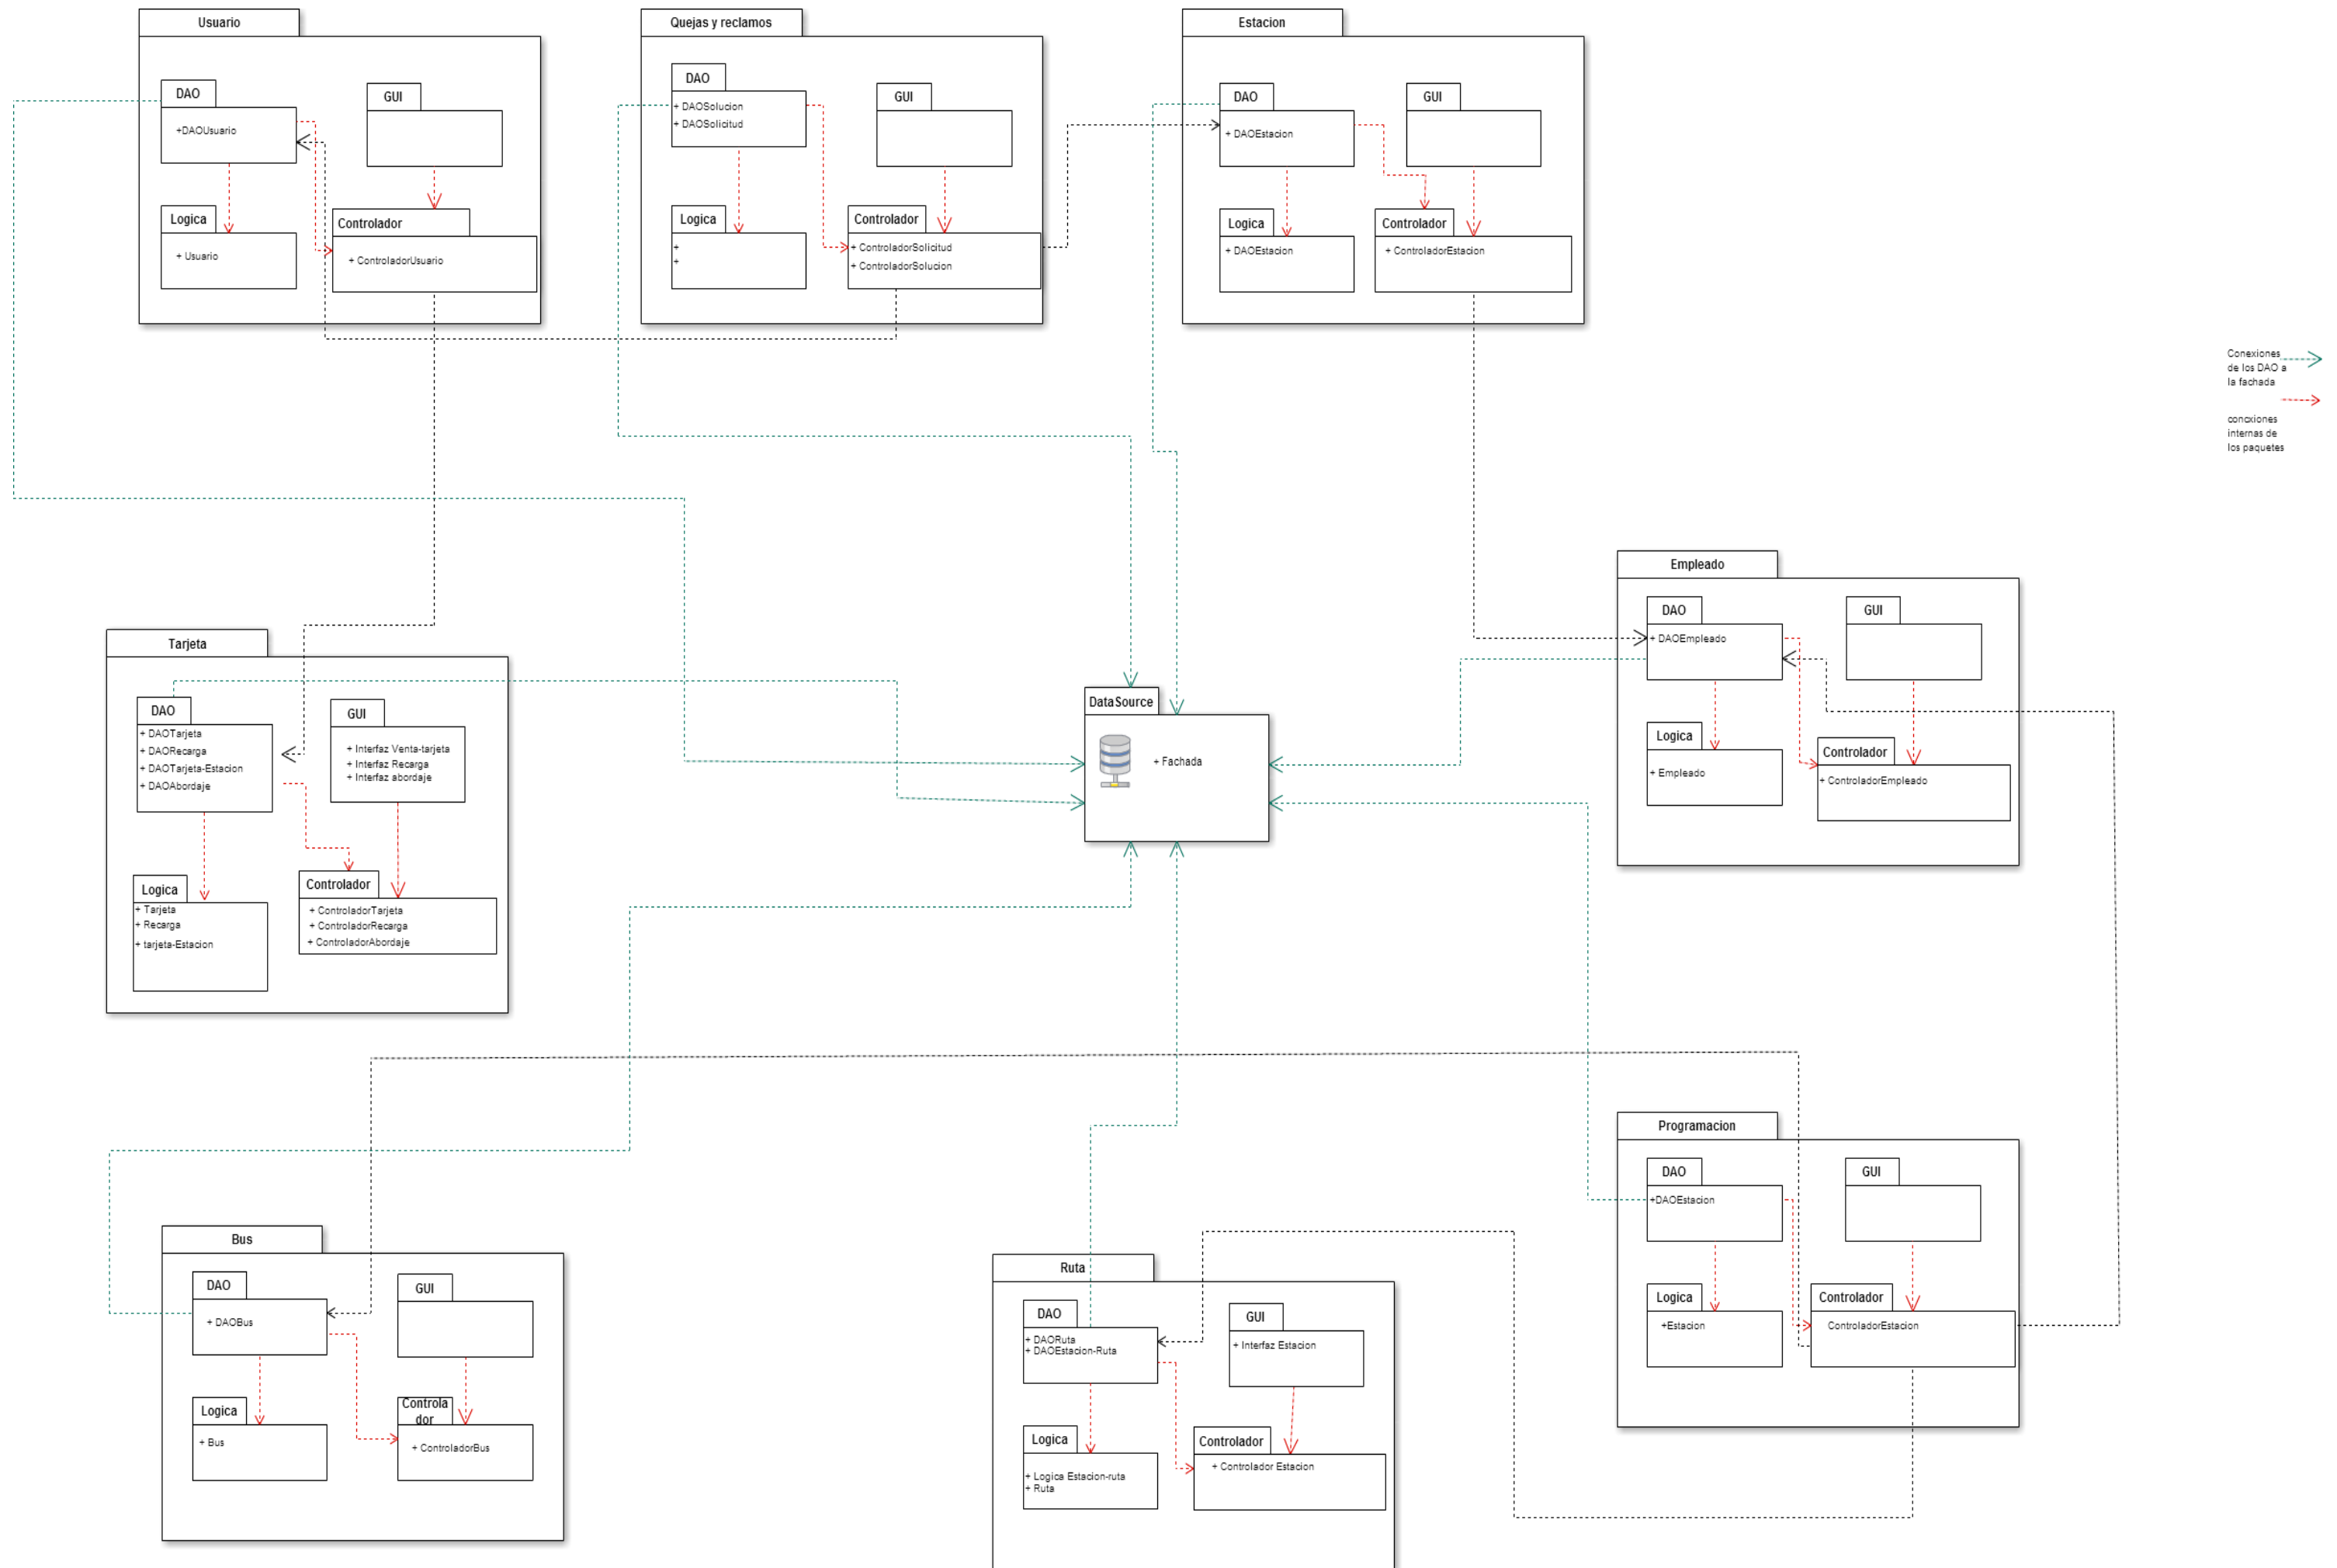 Usuario
DAO
+DAOUsuario
GUI
Logica
+ Usuario
Controlador
+ ControladorUsuario
Quejas y reclamos
DAO
+ DAOSolucion
+ DAOSolicitud
GUI
Logica
+
+
Controlador
+ ControladorSolicitud
+ ControladorSolucion
Estacion
DAO
+ DAOEstacion
GUI
Logica
+ DAOEstacion
Controlador
+ ControladorEstacion
Conexiones
de los DAO a
la fachada
conexiones
internas de
los paquetes
Tarjeta
DAO
+ DAOTarjeta
+ DAORecarga
+ DAOTarjeta-Estacion
+ DAOAbordaje
GUI
+ Interfaz Venta-tarjeta
+ Interfaz Recarga
+ Interfaz abordaje
Logica
+ Tarjeta
+ Recarga
+ tarjeta-Estacion
Controlador
+ ControladorTarjeta
+ ControladorRecarga
+ ControladorAbordaje
DataSource
+ Fachada
Empleado
DAO
+ DAOEmpleado
GUI
Logica
+ Empleado
Controlador
+ ControladorEmpleado
Bus
DAO
+ DAOBus
GUI
Logica
+ Bus
Controla
dor
+ ControladorBus
Ruta
DAO
+ DAORuta
+ DAOEstacion-Ruta
GUI
+ Interfaz Estacion
Logica
+ Logica Estacion-ruta
+ Ruta
Controlador
+ Controlador Estacion
Programacion
DAO
+DAOEstacion
GUI
Logica
+Estacion
Controlador
ControladorEstacion